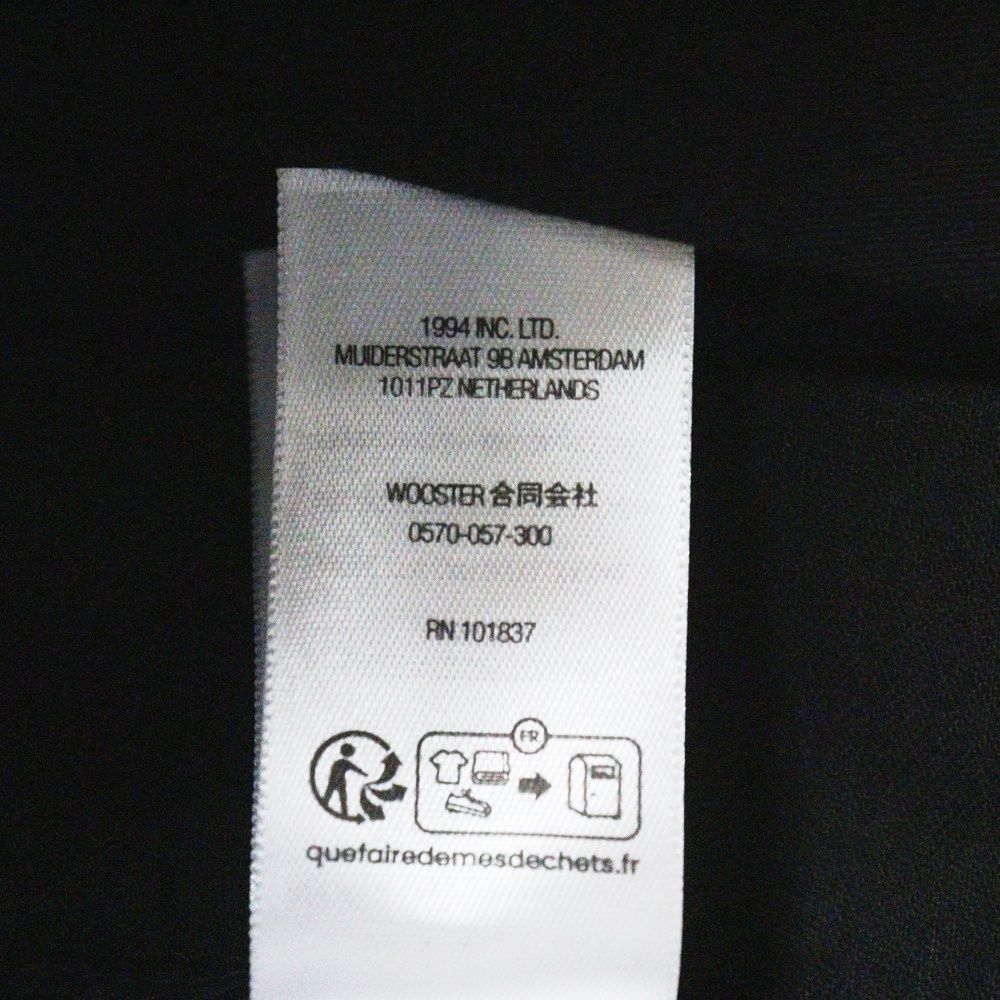 1994 INC. LTD.
MUIDERSTRAAT 9B AMSTERDAM
1011PZ NETHERLANDS
WOOSTER 合同会社
0570-057-300
RN 101837
FR
quefairedemesdechets.fr